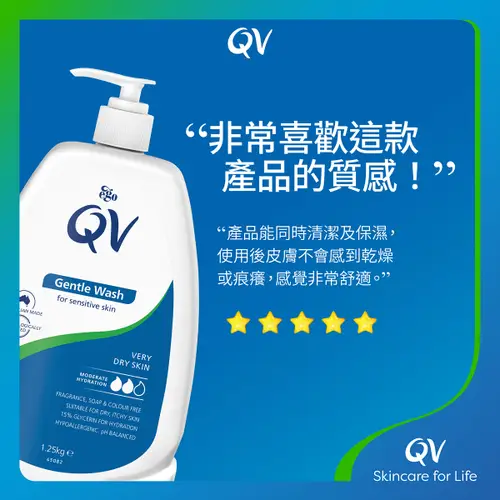 QV
“非常喜歡這款
產品的質感！”
“產品能同時清潔及保濕，
使用後皮膚不會感到乾燥
或痕癢，感覺非常舒適。”
ego
QV
Gentle Wash
for sensitive skin
AN MADE
VERY
DRY SKIN
MODERATE
HYDRATION
FRAGRANCE, SOAP & COLOUR FREE
SUITABLE FOR DRY, ITCHY SKIN
15% GLYCERIN FOR HYDRATION
HYPOALLERGENIC pH BALANCED
1.25kg e
QV
Skincare for Life